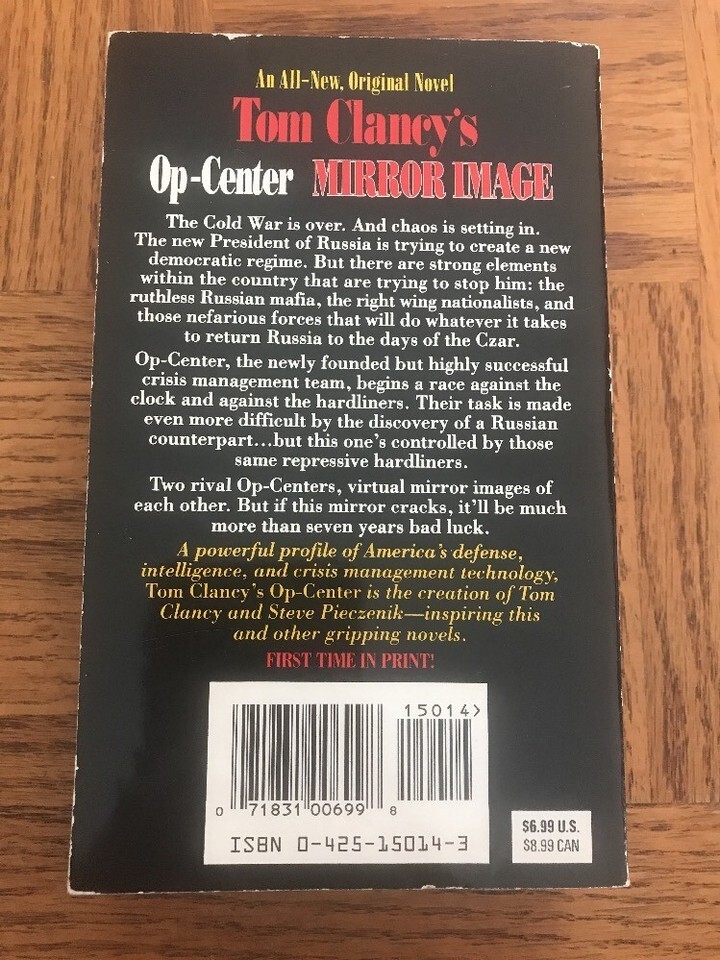 An All-New, Original Novel
Tom Clancy's
Op-Center MIRROR IMAGE
The Cold War is over. And chaos is setting in.
The new President of Russia is trying to create a new
democratic regime. But there are strong elements
within the country that are trying to stop him: the
ruthless Russian mafia, the right wing nationalists, and
those nefarious forces that will do whatever it takes
to return Russia to the days of the Czar.
Op-Center, the newly founded but highly successful
crisis management team, begins a race against the
clock and against the hardliners. Their task is made
even more difficult by the discovery of a Russian
counterpart...but this one's controlled by those
same repressive hardliners.
Two rival Op-Centers, virtual mirror images of
each other. But if this mirror cracks, it'll be much
more than seven years bad luck.
A powerful profile of America's defense,
intelligence, and crisis management technology,
Tom Clancy's Op-Center is the creation of Tom
Clancy and Steve Pieczenik—inspiring this
and other gripping novels.
FIRST TIME IN PRINT!
15014>
0 71831 00699 8
ISBN 0-425-15014-3
$6.99 U.S.
$8.99 CAN